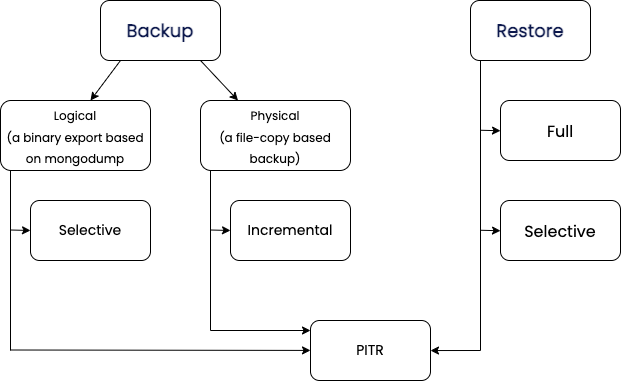 Backup
Restore
Logical
(a binary export based
on mongodump
Physical
(a file-copy based
backup)
Full
Selective
Incremental
Selective
PITR